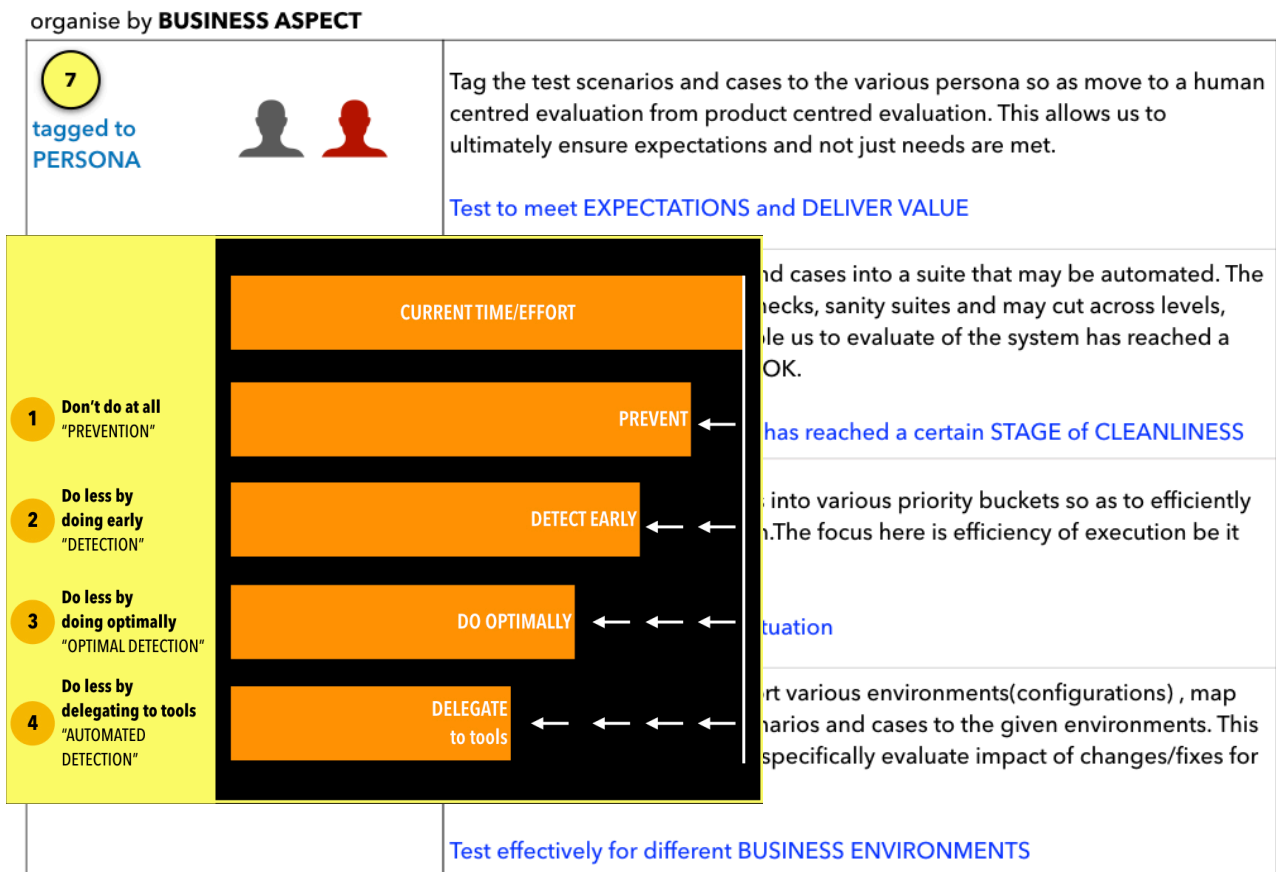 organise by BUSINESS ASPECT
7
tagged to
PERSONA
Tag the test scenarios and cases to the various persona so as move to a human
centred evaluation from product centred evaluation. This allows us to
ultimately ensure expectations and not just needs are met.
Test to meet EXPECTATIONS and DELIVER VALUE
cases into a suite that may be automated. The
sanity suites and may cut across levels,
us to evaluate of the system has reached a
OK.
has reached a certain STAGE of CLEANLINESS
into various priority buckets so as to efficiently
.The focus here is efficiency of execution be it
various environments(configurations) , map
and cases to the given environments. This
specifically evaluate impact of changes/fixes for
Test effectively for different BUSINESS ENVIRONMENTS
CURRENT TIME/EFFORT
1
Don't do at all
"PREVENTION"
PREVENT
2
Do less by
doing early
"DETECTION"
DETECT EARLY
3
Do less by
doing optimally
"OPTIMAL DETECTION"
DO OPTIMALLY
4
Do less by
delegating to tools
"AUTOMATED
DETECTION"
DELEGATE
to tools